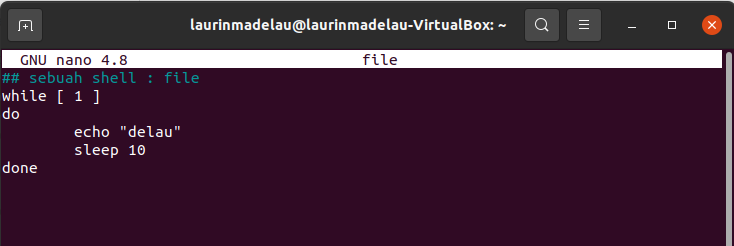 laurinmadelau@laurinmadelau-VirtualBox: ~
GNU nano 4.8 file
## sebuah shell : file
while [ 1 ]
do
        echo "delau"
        sleep 10
done